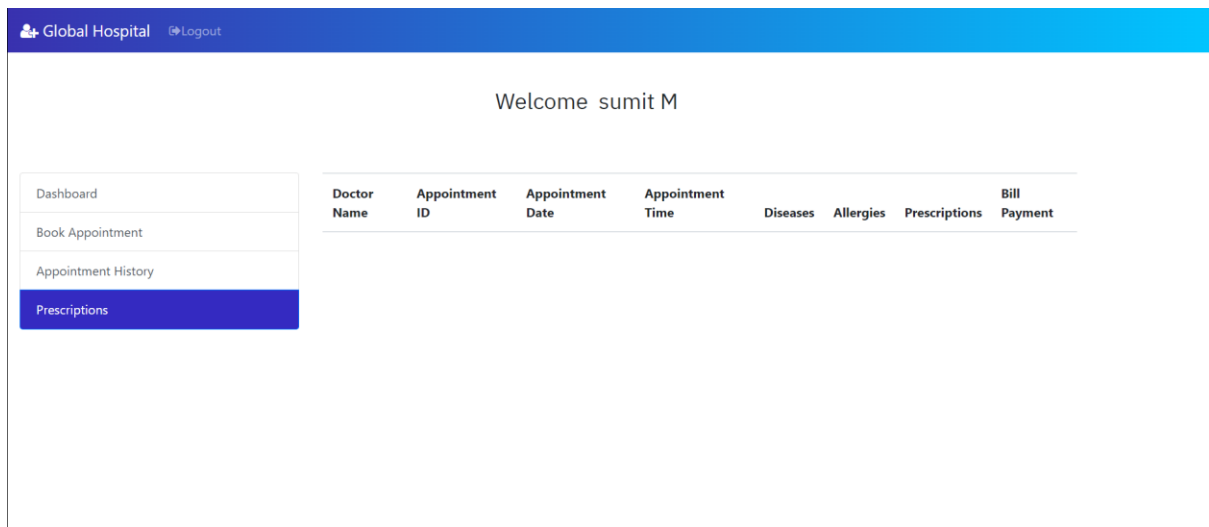 Global Hospital Logout
Welcome sumit M
Dashboard
Book Appointment
Appointment History
Prescriptions
Doctor Name Appointment ID Appointment Date Appointment Time Diseases Allergies Prescriptions Bill Payment